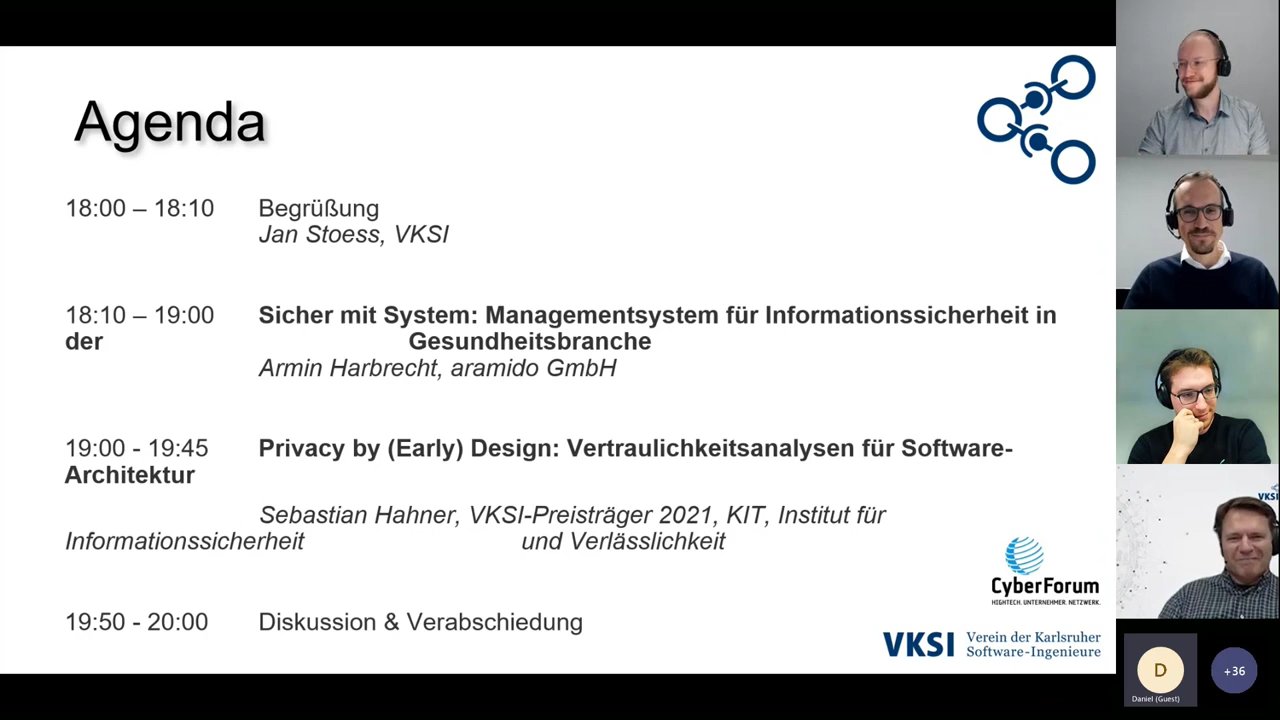 Agenda
18:00 – 18:10 Begrüßung
Jan Stoess, VKSI
18:10 – 19:00 Sicher mit System: Managementsystem für Informationssicherheit in
der Gesundheitsbranche
Armin Harbrecht, aramido GmbH
19:00 - 19:45 Privacy by (Early) Design: Vertraulichkeitsanalysen für Software-
Architektur
Sebastian Hahner, VKSI-Preisträger 2021, KIT, Institut für
Informationssicherheit und Verlässlichkeit
19:50 - 20:00 Diskussion & Verabschiedung
CyberForum
HIGHTECH. UNTERNEHMER. NETZWERK.
VKSI Verein der Karlsruher
Software-Ingenieure
VKSI
D
Daniel (Guest)
+36